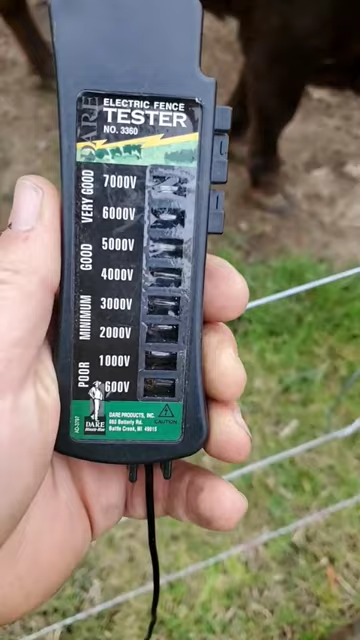 DARE
ELECTRIC FENCE
TESTER
NO. 3360
VERY GOOD
7000V
6000V
GOOD
5000V
4000V
MINIMUM
3000V
2000V
POOR
1000V
600V
DARE
DARE PRODUCTS, INC.
860 Betterly Rd.
Battle Creek, MI 49015
CAUTION